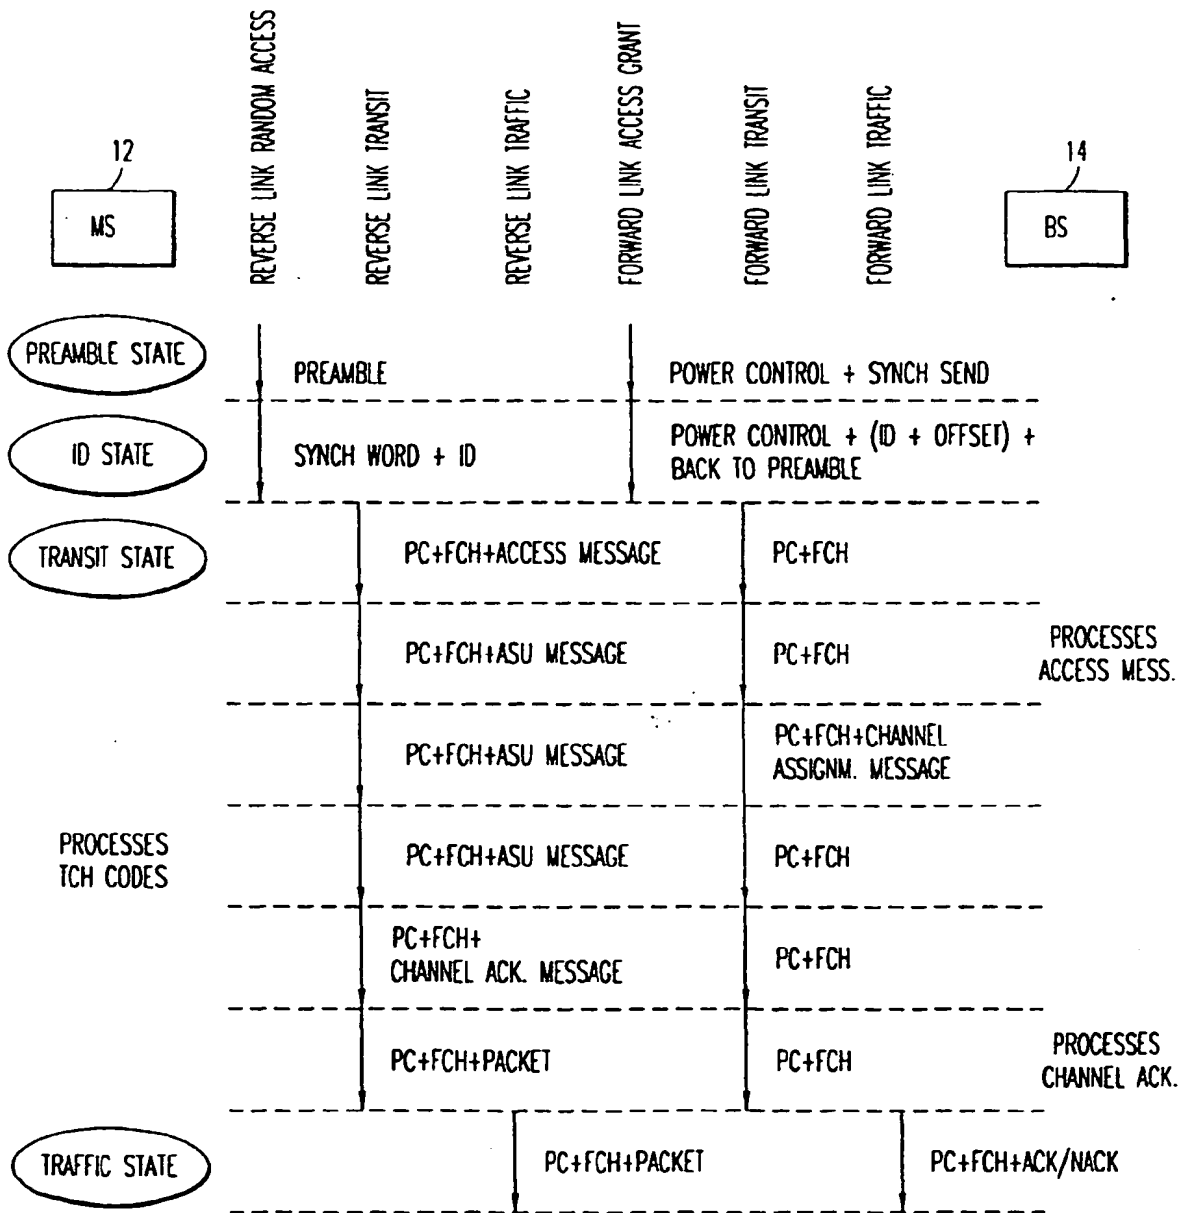 12
MS
REVERSE LINK RANDOM ACCESS
REVERSE LINK TRANSIT
REVERSE LINK TRAFFIC
FORWARD LINK ACCESS GRANT
FORWARD LINK TRANSIT
FORWARD LINK TRAFFIC
14
BS
PREAMBLE STATE
PREAMBLE
POWER CONTROL + SYNCH SEND
ID STATE
SYNCH WORD + ID
POWER CONTROL + (ID + OFFSET) +
BACK TO PREAMBLE
TRANSIT STATE
PC+FCH+ACCESS MESSAGE
PC+FCH
PC+FCH+ASU MESSAGE
PC+FCH
PROCESSES
ACCESS MESS.
PC+FCH+ASU MESSAGE
PC+FCH+CHANNEL
ASSIGNM. MESSAGE
PROCESSES
TCH CODES
PC+FCH+ASU MESSAGE
PC+FCH
PC+FCH+
CHANNEL ACK. MESSAGE
PC+FCH
PC+FCH+PACKET
PC+FCH
PROCESSES
CHANNEL ACK.
TRAFFIC STATE
PC+FCH+PACKET
PC+FCH+ACK/NACK